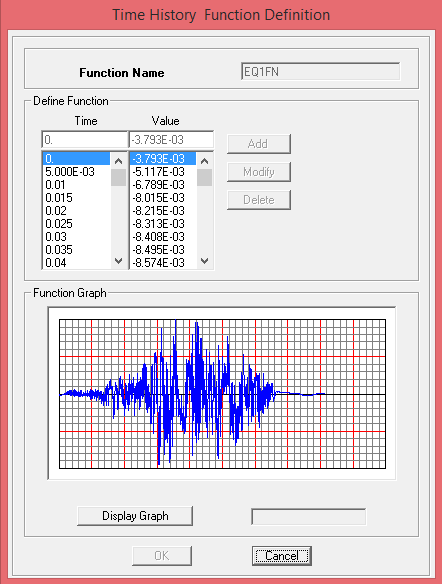 Time History  Function Definition
Function Name EQ1FN
Define Function
Time Value
0. -3.793E-03 Add
0. -3.793E-03
5.000E-03 -5.117E-03 Modify
0.01 -6.789E-03
0.015 -8.015E-03 Delete
0.02 -8.215E-03
0.025 -8.313E-03
0.03 -8.408E-03
0.035 -8.495E-03
0.04 -8.574E-03
Function Graph
Display Graph
OK Cancel